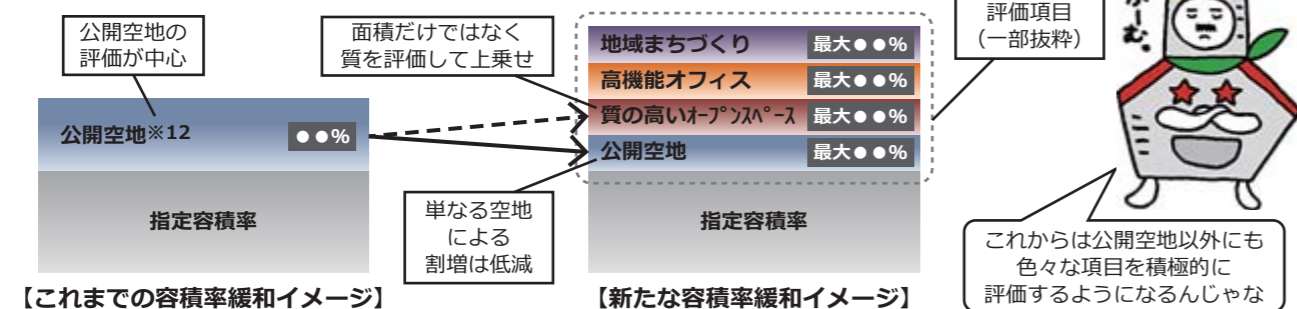 公開空地の
評価が中心
公開空地※12
●●%
指定容積率
【これまでの容積率緩和イメージ】
面積だけではなく
質を評価して上乗せ
単なる空地
による
割増は低減
地域まちづくり 最大●●%
高機能オフィス 最大●●%
質の高いオープンスペース 最大●●%
公開空地 最大●●%
指定容積率
【新たな容積率緩和イメージ】
評価項目
（一部抜粋）
これからは公開空地以外にも
色々な項目を積極的に
評価するようになるんじゃな